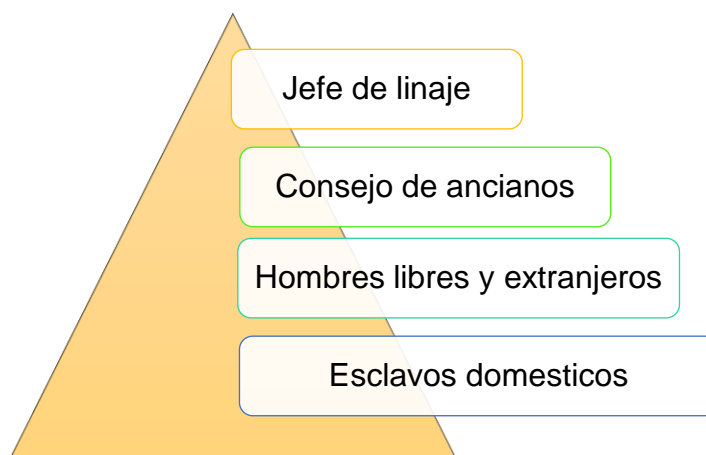 Jefe de linaje
Consejo de ancianos
Hombres libres y extranjeros
Esclavos domesticos